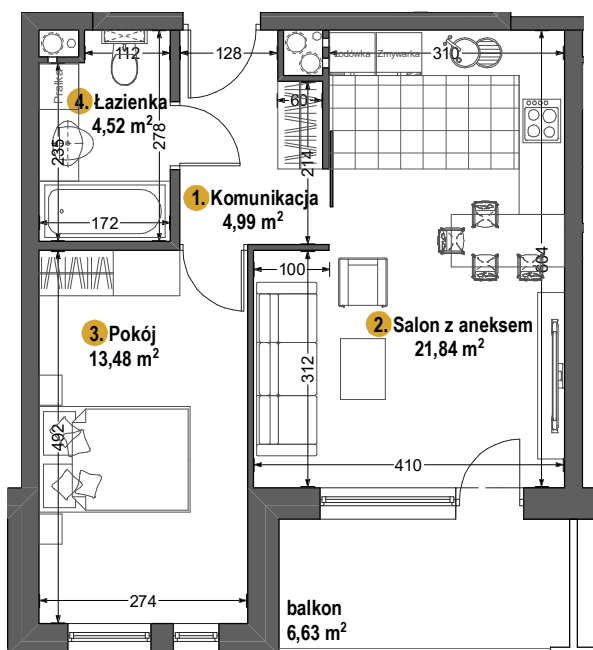 112
128
Lodówka
Zmywarka
310
Pralka
4. Łazienka
4,52 m²
278
235
60
214
172
1. Komunikacja
4,99 m²
604
100
3. Pokój
13,48 m²
2. Salon z aneksem
21,84 m²
312
492
410
274
balkon
6,63 m²